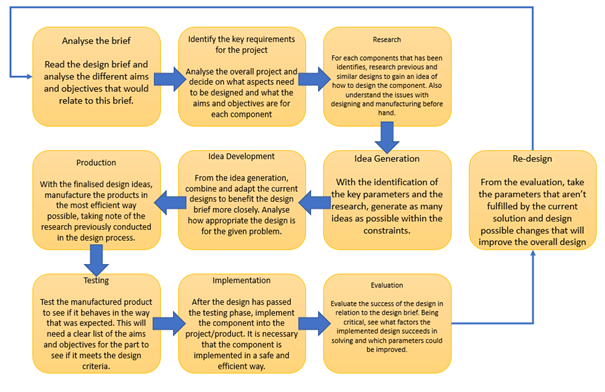 Analyse the brief
Read the design brief and
analyse the different aims
and objectives that would
relate to this brief.
Identify the key requirements
for the project
Analyse the overall project and
decide on what aspects
need to be designed and what
the aims and objectives are for
each component
Research
For each components that has been
identifies, research previous and
similar designs to gain an idea of
how to design the component. Also
understand the issues with
designing and manufacturing before
hand.
Production
With the finalised design ideas,
manufacture the products in
the most efficient way
possible, taking note of the
research previously conducted
in the design process.
Idea Development
From the idea generation,
combine and adapt the current
designs to benefit the design
brief more closely. Analyse
how appropriate the design is
for the given problem.
Idea Generation
With the identification of
the key parameters and the
research, generate as many
ideas as possible within the
constraints.
Re-design
From the evaluation, take
the parameters that aren't
fulfilled by the current
solution and design
possible changes that will
improve the overall design
Testing
Test the manufactured product
to see if it behaves in the way
that was expected. This will
need a clear list of the aims
and objectives for the part to
see if it meets the design
criteria.
Implementation
After the design has passed
the testing phase, implement
the component into the
project/product. It is necessary
that the component is
implemented in a safe and
efficient way.
Evaluation
Evaluate the success of the design in
relation to the design brief. Being
critical, see what factors the
implemented design succeeds in
solving and which parameters could
be improved.